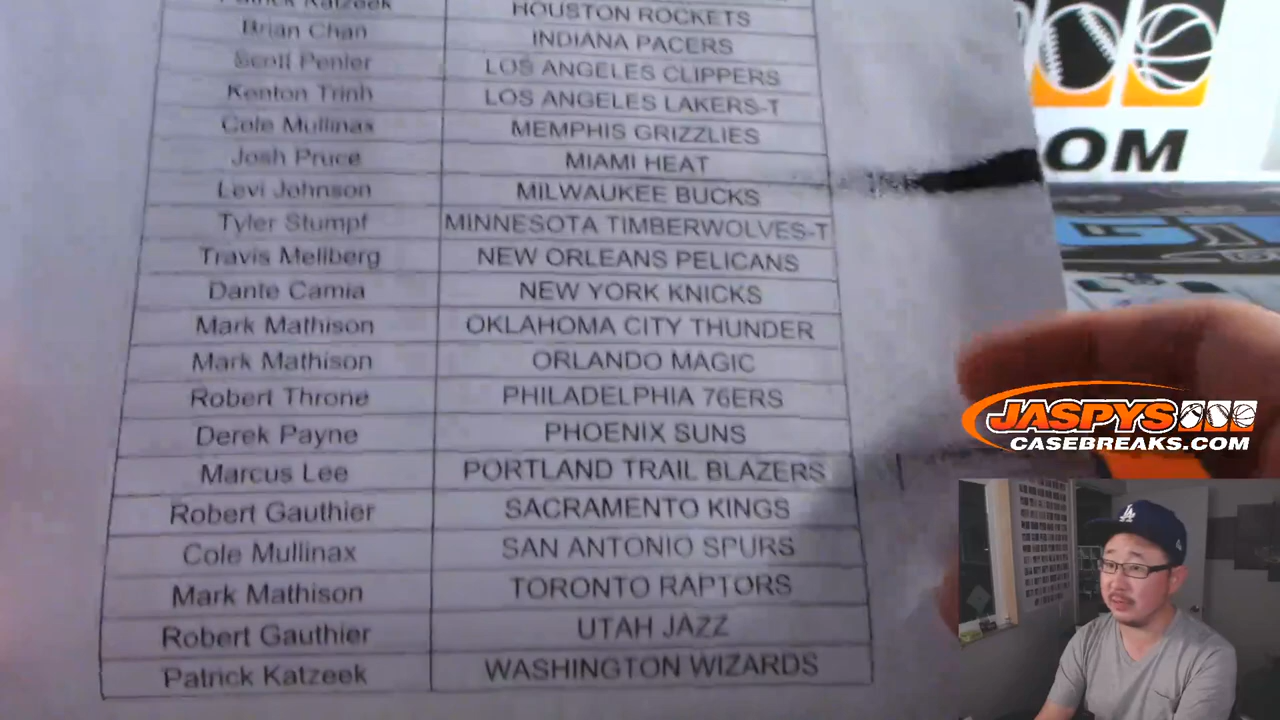 Patrick Katzeek HOUSTON ROCKETS
Brian Chan INDIANA PACERS
Scott Penler LOS ANGELES CLIPPERS
Kenton Trinh LOS ANGELES LAKERS-T
Cole Mullinax MEMPHIS GRIZZLIES
Josh Pruce MIAMI HEAT
Levi Johnson MILWAUKEE BUCKS
Tyler Stumpf MINNESOTA TIMBERWOLVES-T
Travis Mellberg NEW ORLEANS PELICANS
Dante Camia NEW YORK KNICKS
Mark Mathison OKLAHOMA CITY THUNDER
Mark Mathison ORLANDO MAGIC
Robert Throne PHILADELPHIA 76ERS
Derek Payne PHOENIX SUNS
Marcus Lee PORTLAND TRAIL BLAZERS
Robert Gauthier SACRAMENTO KINGS
Cole Mullinax SAN ANTONIO SPURS
Mark Mathison TORONTO RAPTORS
Robert Gauthier UTAH JAZZ
Patrick Katzeek WASHINGTON WIZARDS
OM
JASPYS
CASEBREAKS.COM
LA